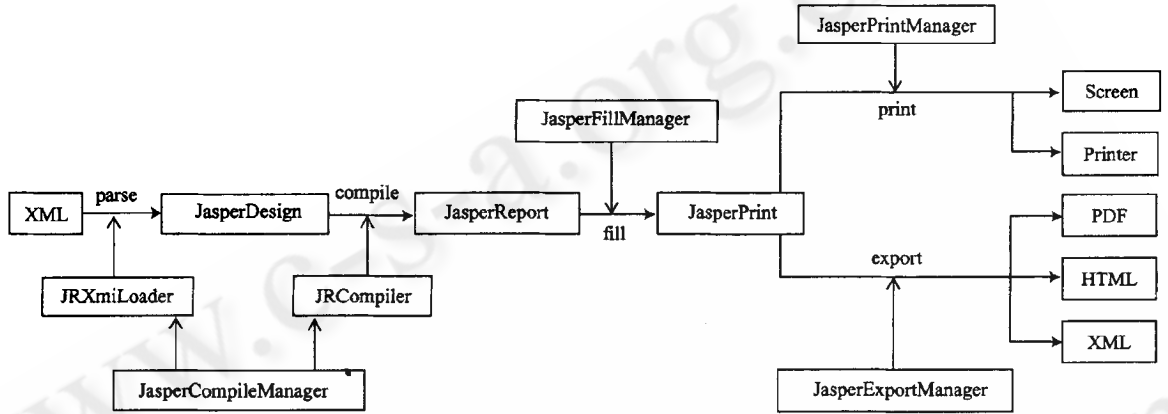 JasperPrintManager
Screen
print
JasperFillManager
Printer
parse
compile
XML
JasperDesign
JasperReport
JasperPrint
PDF
fill
export
JRXmiLoader
JRCompiler
HTML
XML
JasperCompileManager
JasperExportManager